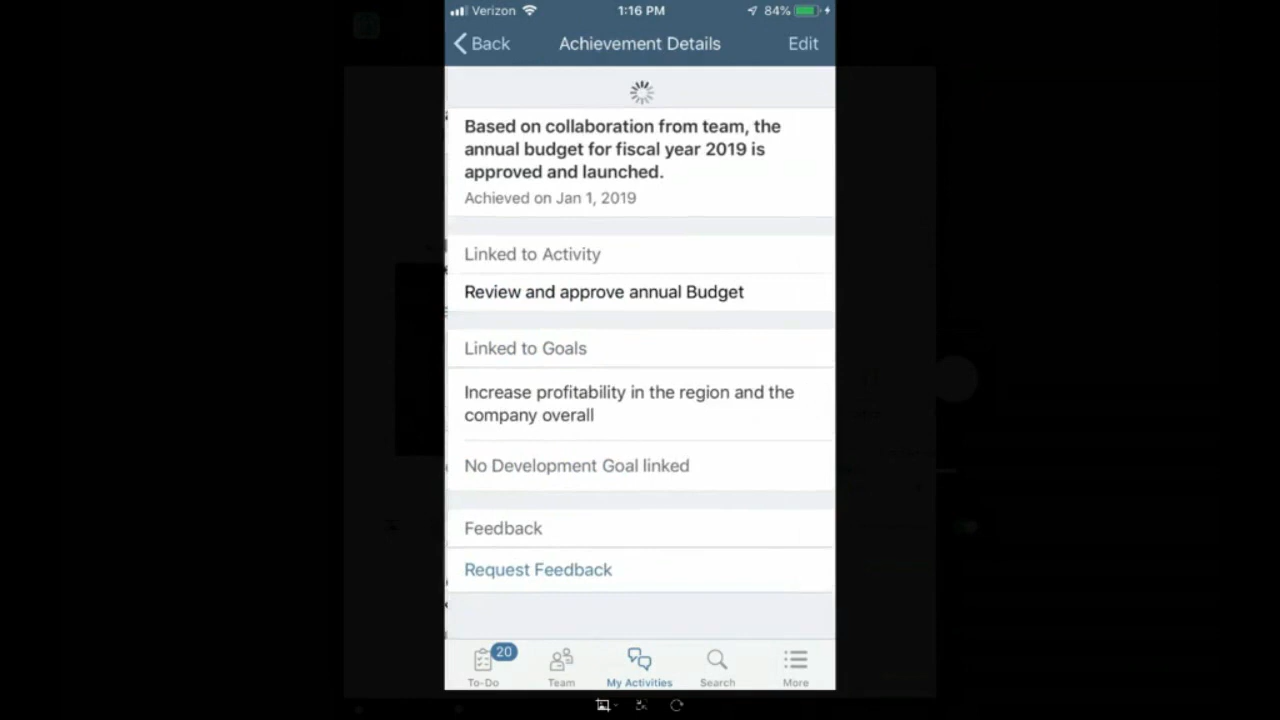 Verizon 1:16 PM 84%
Back Achievement Details Edit
Based on collaboration from team, the
annual budget for fiscal year 2019 is
approved and launched.
Achieved on Jan 1, 2019
Linked to Activity
Review and approve annual Budget
Linked to Goals
Increase profitability in the region and the
company overall
No Development Goal linked
Feedback
Request Feedback
20
To-Do Team My Activities Search More